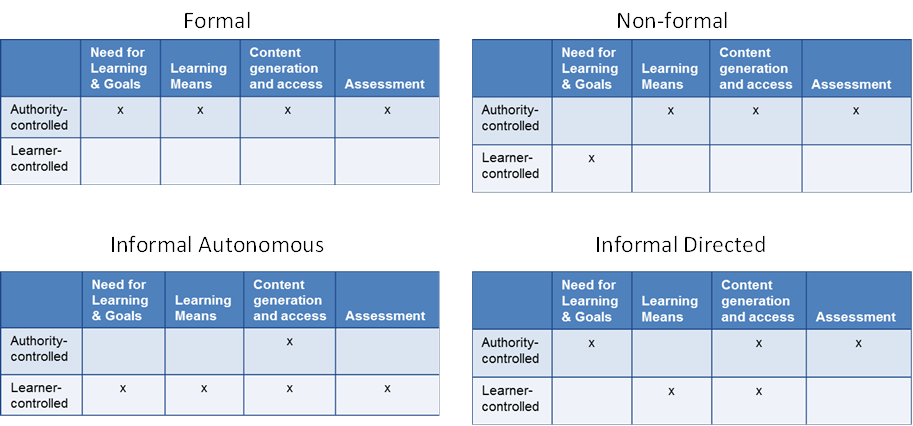 Formal
Need for Learning & Goals | Learning Means | Content generation and access | Assessment
Authority-controlled | x | x | x | x
Learner-controlled
Non-formal
Need for Learning & Goals | Learning Means | Content generation and access | Assessment
Authority-controlled | | x | x | x
Learner-controlled | x
Informal Autonomous
Need for Learning & Goals | Learning Means | Content generation and access | Assessment
Authority-controlled | | | x
Learner-controlled | x | x | x | x
Informal Directed
Need for Learning & Goals | Learning Means | Content generation and access | Assessment
Authority-controlled | x | | x | x
Learner-controlled | | x | x